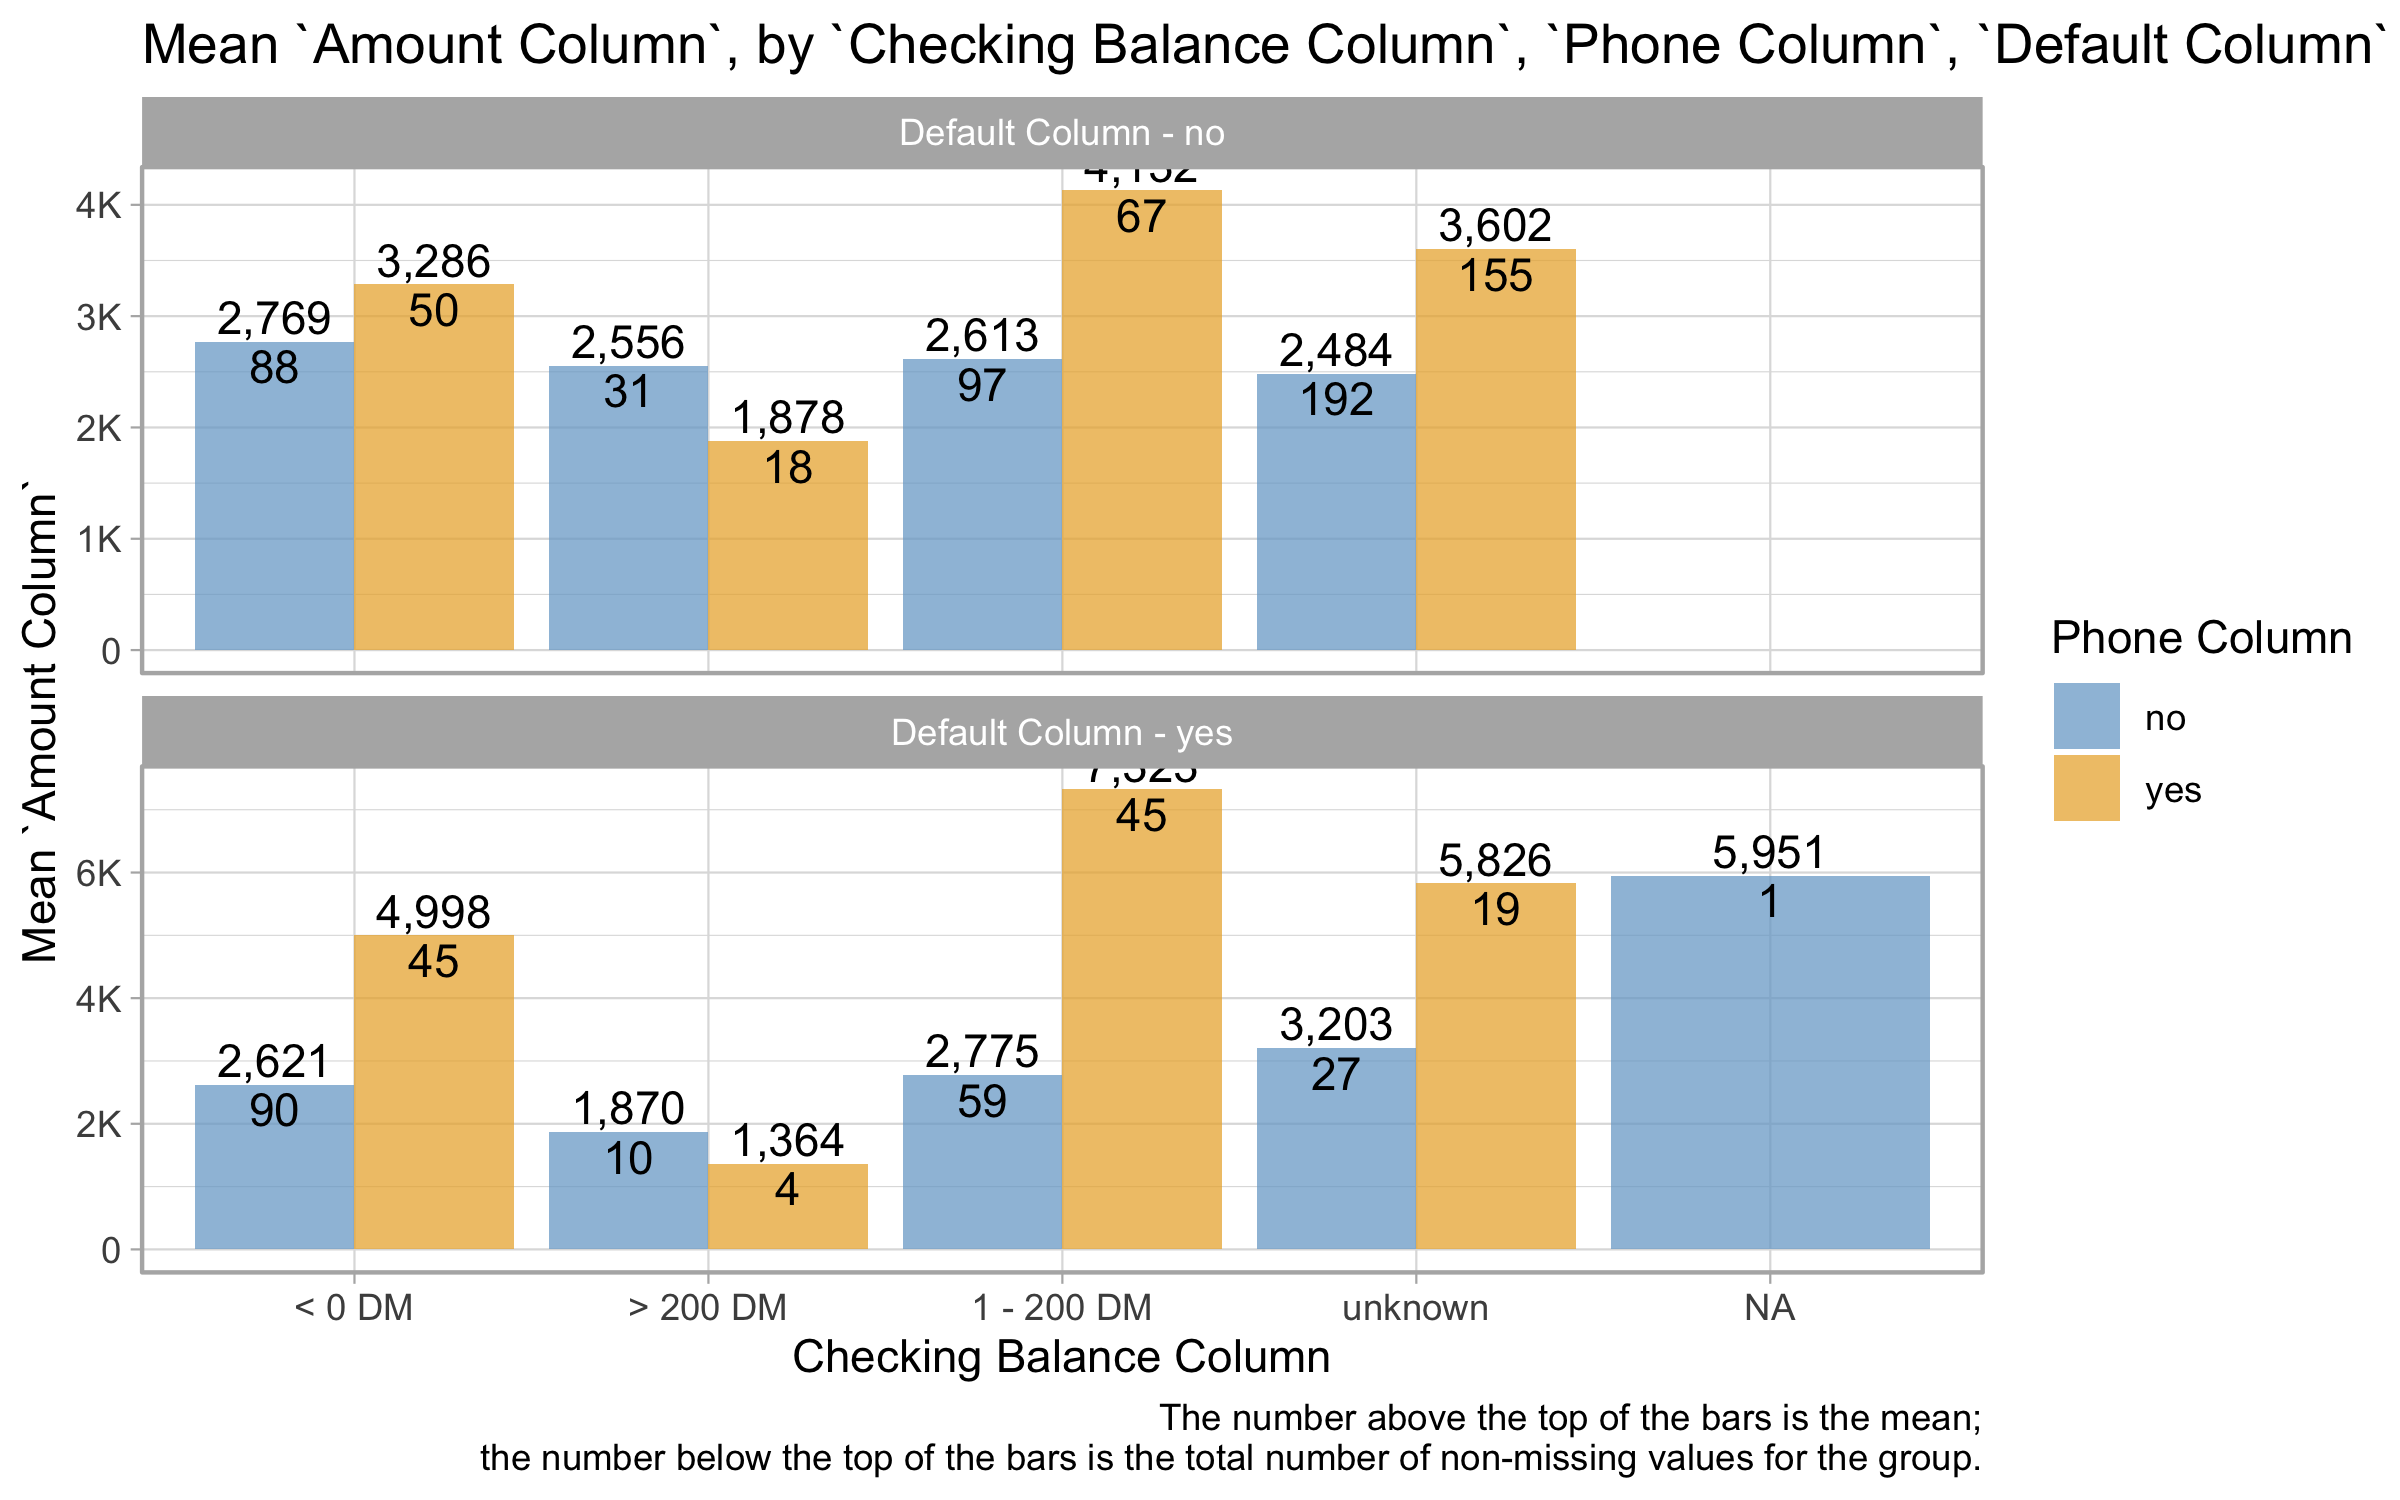 Mean `Amount Column`, by `Checking Balance Column`, `Phone Column`, `Default Column`
Default Column - no
4K
3K
2K
1K
0
2,769
88
3,286
50
2,556
31
1,878
18
2,613
97
67
2,484
192
3,602
155
Mean `Amount Column`
Default Column - yes
6K
4K
2K
0
2,621
90
4,998
45
1,870
10
1,364
4
2,775
59
45
3,203
27
5,826
19
5,951
1
< 0 DM
> 200 DM
1 - 200 DM
unknown
NA
Checking Balance Column
Phone Column
no
yes
The number above the top of the bars is the mean;
the number below the top of the bars is the total number of non-missing values for the group.